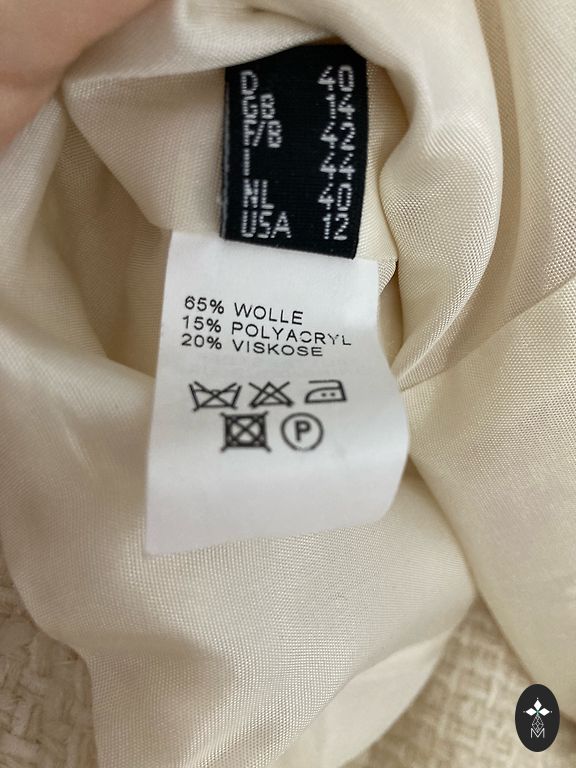 D 40
GB 14
F/B 42
I 44
NL 40
USA 12
65% WOLLE
15% POLYACRYL
20% VISKOSE
P